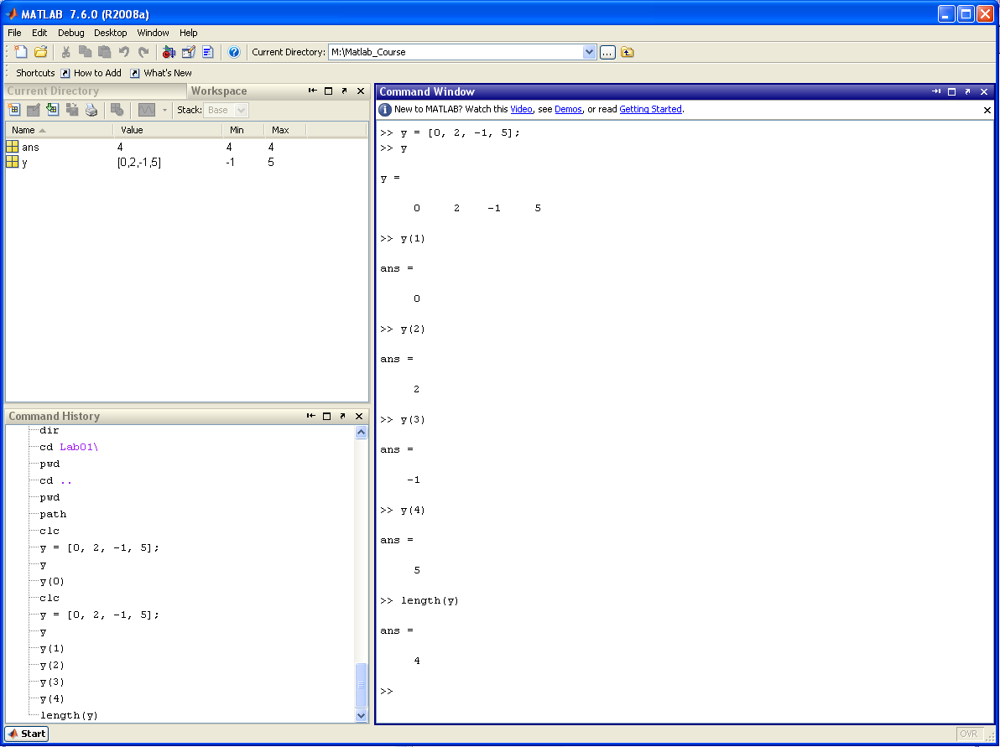 MATLAB 7.6.0 (R2008a)
File Edit Debug Desktop Window Help
Current Directory: M:\Matlab_Course ...
Shortcuts How to Add What's New
Current Directory Workspace
Stack: Base
Name Value Min Max
ans 4 4 4
y [0,2,-1,5] -1 5
Command History
dir
cd Lab01\
pwd
cd ..
pwd
path
clc
y = [0, 2, -1, 5];
y
y(0)
clc
y = [0, 2, -1, 5];
y
y(1)
y(2)
y(3)
y(4)
length(y)
Command Window
New to MATLAB? Watch this Video, see Demos, or read Getting Started.
>> y = [0, 2, -1, 5];
>> y
y =
0 2 -1 5
>> y(1)
ans =
0
>> y(2)
ans =
2
>> y(3)
ans =
-1
>> y(4)
ans =
5
>> length(y)
ans =
4
>>
Start
OVR